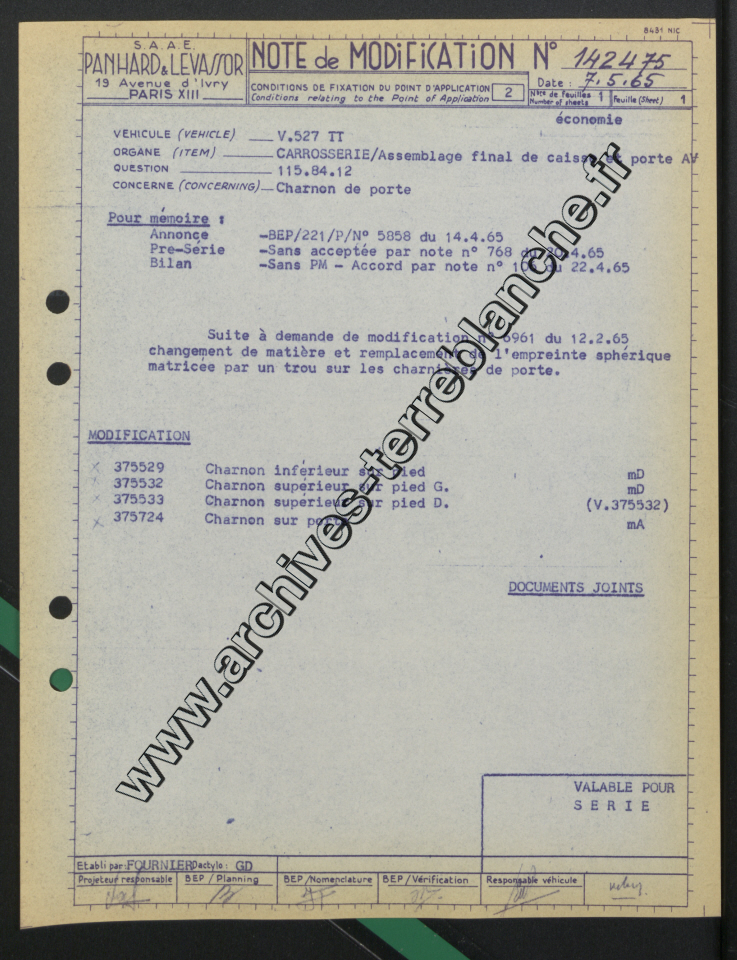 8431 NIC
S.A.A.E.
PANHARD & LEVASSOR
19 Avenue d'Ivry
PARIS XIII
NOTE de MODIFICATION N° 142475
Date : 7.5.65
CONDITIONS DE FIXATION DU POINT D'APPLICATION 2
Conditions relating to the Point of Application
Nbre de Feuilles 1
Number of sheets
Feuille (Sheet) 1
économie
VÉHICULE (VEHICLE) V.527 TT
ORGANE (ITEM) CARROSSERIE/Assemblage final de caisse et porte AV
QUESTION 115.84.12
CONCERNE (CONCERNING) Charnon de porte
Pour mémoire :
Annonce -BEP/221/P/N° 5858 du 14.4.65
Pre-Série -Sans acceptée par note n° 768 du .4.65
Bilan -Sans PM - Accord par note n° du 22.4.65
Suite à demande de modification n° 6961 du 12.2.65
changement de matière et remplacement de l'empreinte sphérique
matricée par un trou sur les charnières de porte.
MODIFICATION
x 375529 Charnon inférieur sur pied mD
x 375532 Charnon supérieur sur pied G. mD
x 375533 Charnon supérieur sur pied D. (V.375532)
x 375724 Charnon sur porte mA
DOCUMENTS JOINTS
www.archives-terreblanche.fr
VALABLE POUR
SERIE
Etabli par: FOURNIER Dactylo: GD
Projeteur responsable
BEP / Planning
BEP / Nomenclature
BEP / Vérification
Responsable véhicule